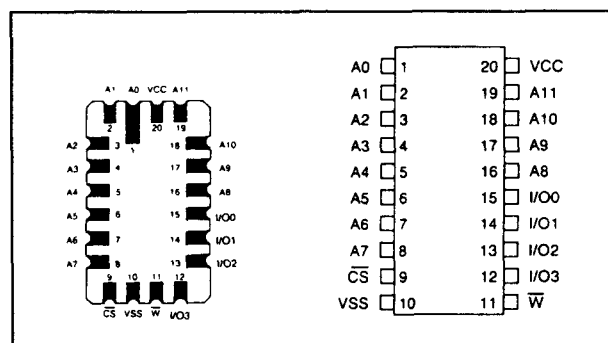 A1 A0 VCC A11
2 20 19
1
A2 3 18 A10
A3 4 17 A9
A4 5 16 A8
A5 6 15 I/O0
A6 7 14 I/O1
A7 8 13 I/O2
9 10 11 12
C̅S̅ VSS W̅ I/O3
A0 1 20 VCC
A1 2 19 A11
A2 3 18 A10
A3 4 17 A9
A4 5 16 A8
A5 6 15 I/O0
A6 7 14 I/O1
A7 8 13 I/O2
C̅S̅ 9 12 I/O3
VSS 10 11 W̅